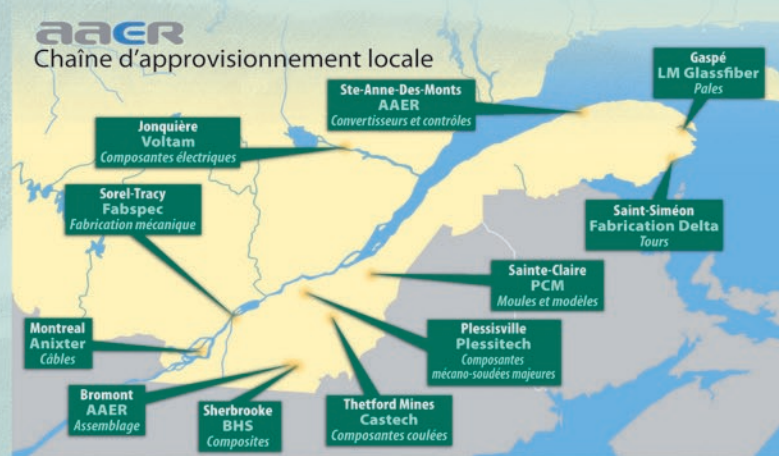 aaer
Chaîne d'approvisionnement locale
Gaspé
LM Glassfiber
Pales
Ste-Anne-Des-Monts
AAER
Convertisseurs et contrôles
Jonquière
Voltam
Composantes électriques
Sorel-Tracy
Fabspec
Fabrication mécanique
Saint-Siméon
Fabrication Delta
Tours
Sainte-Claire
PCM
Moules et modèles
Montreal
Anixter
Câbles
Plessisville
Plessitech
Composantes
mécano-soudées majeures
Bromont
AAER
Assemblage
Sherbrooke
BHS
Composites
Thetford Mines
Castech
Composantes coulées